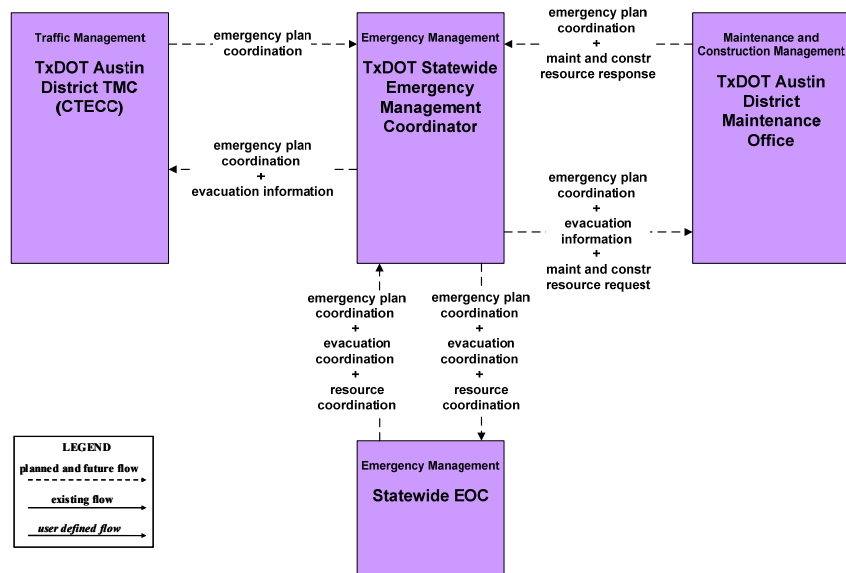 Traffic Management
TxDOT Austin
District TMC
(CTECC)
emergency plan
coordination
Emergency Management
TxDOT Statewide
Emergency
Management
Coordinator
emergency plan
coordination
+
maint and constr
resource response
Maintenance and
Construction Management
TxDOT Austin
District
Maintenance
Office
emergency plan
coordination
+
evacuation information
emergency plan
coordination
+
evacuation
information
+
maint and constr
resource request
emergency plan
coordination
+
evacuation
coordination
+
resource
coordination
emergency plan
coordination
+
evacuation
coordination
+
resource
coordination
Emergency Management
Statewide EOC
LEGEND
planned and future flow
existing flow
user defined flow